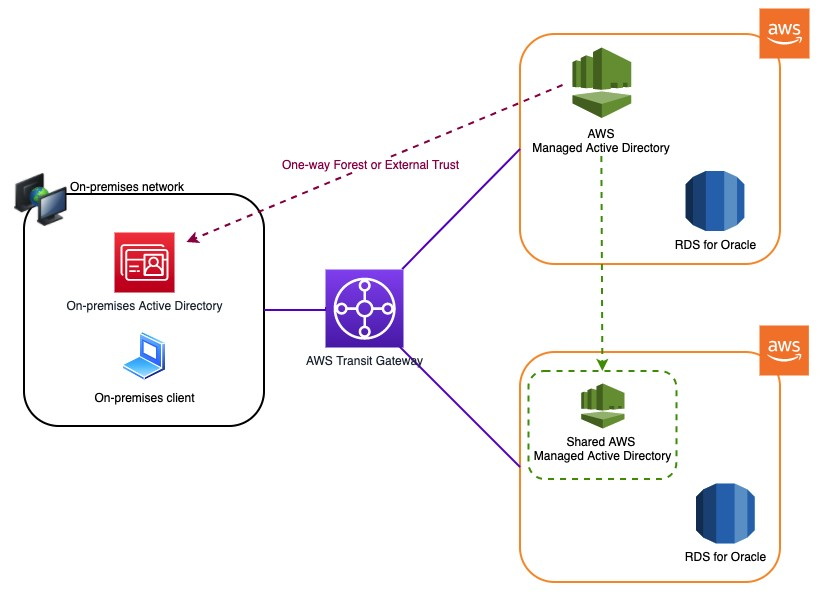 aws
AWS
Managed Active Directory
One-way Forest or External Trust
On-premises network
RDS for Oracle
On-premises Active Directory
AWS Transit Gateway
On-premises client
aws
Shared AWS
Managed Active Directory
RDS for Oracle